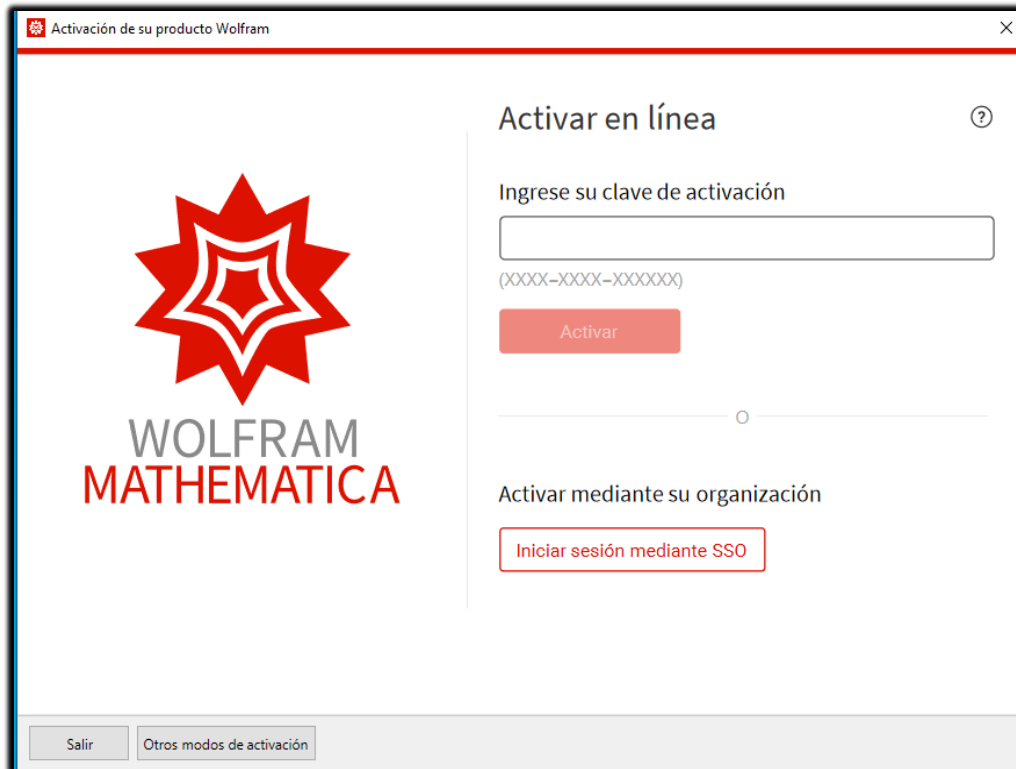 Activación de su producto Wolfram
Activar en línea
?
Ingrese su clave de activación
(XXXX-XXXX-XXXXXX)
Activar
O
WOLFRAM
MATHEMATICA
Activar mediante su organización
Iniciar sesión mediante SSO
Salir
Otros modos de activación